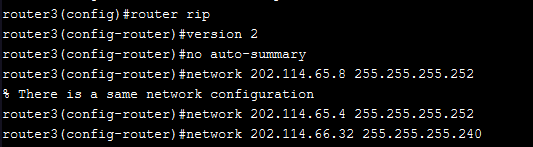 router3(config)#router rip
router3(config-router)#version 2
router3(config-router)#no auto-summary
router3(config-router)#network 202.114.65.8 255.255.255.252
% There is a same network configuration
router3(config-router)#network 202.114.65.4 255.255.255.252
router3(config-router)#network 202.114.66.32 255.255.255.240